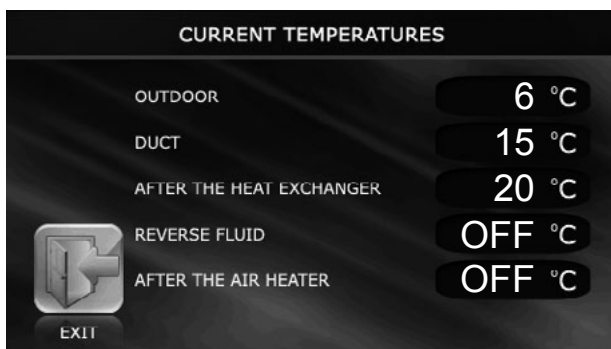 CURRENT TEMPERATURES
OUTDOOR 6 °C
DUCT 15 °C
AFTER THE HEAT EXCHANGER 20 °C
REVERSE FLUID OFF °C
AFTER THE AIR HEATER OFF °C
EXIT